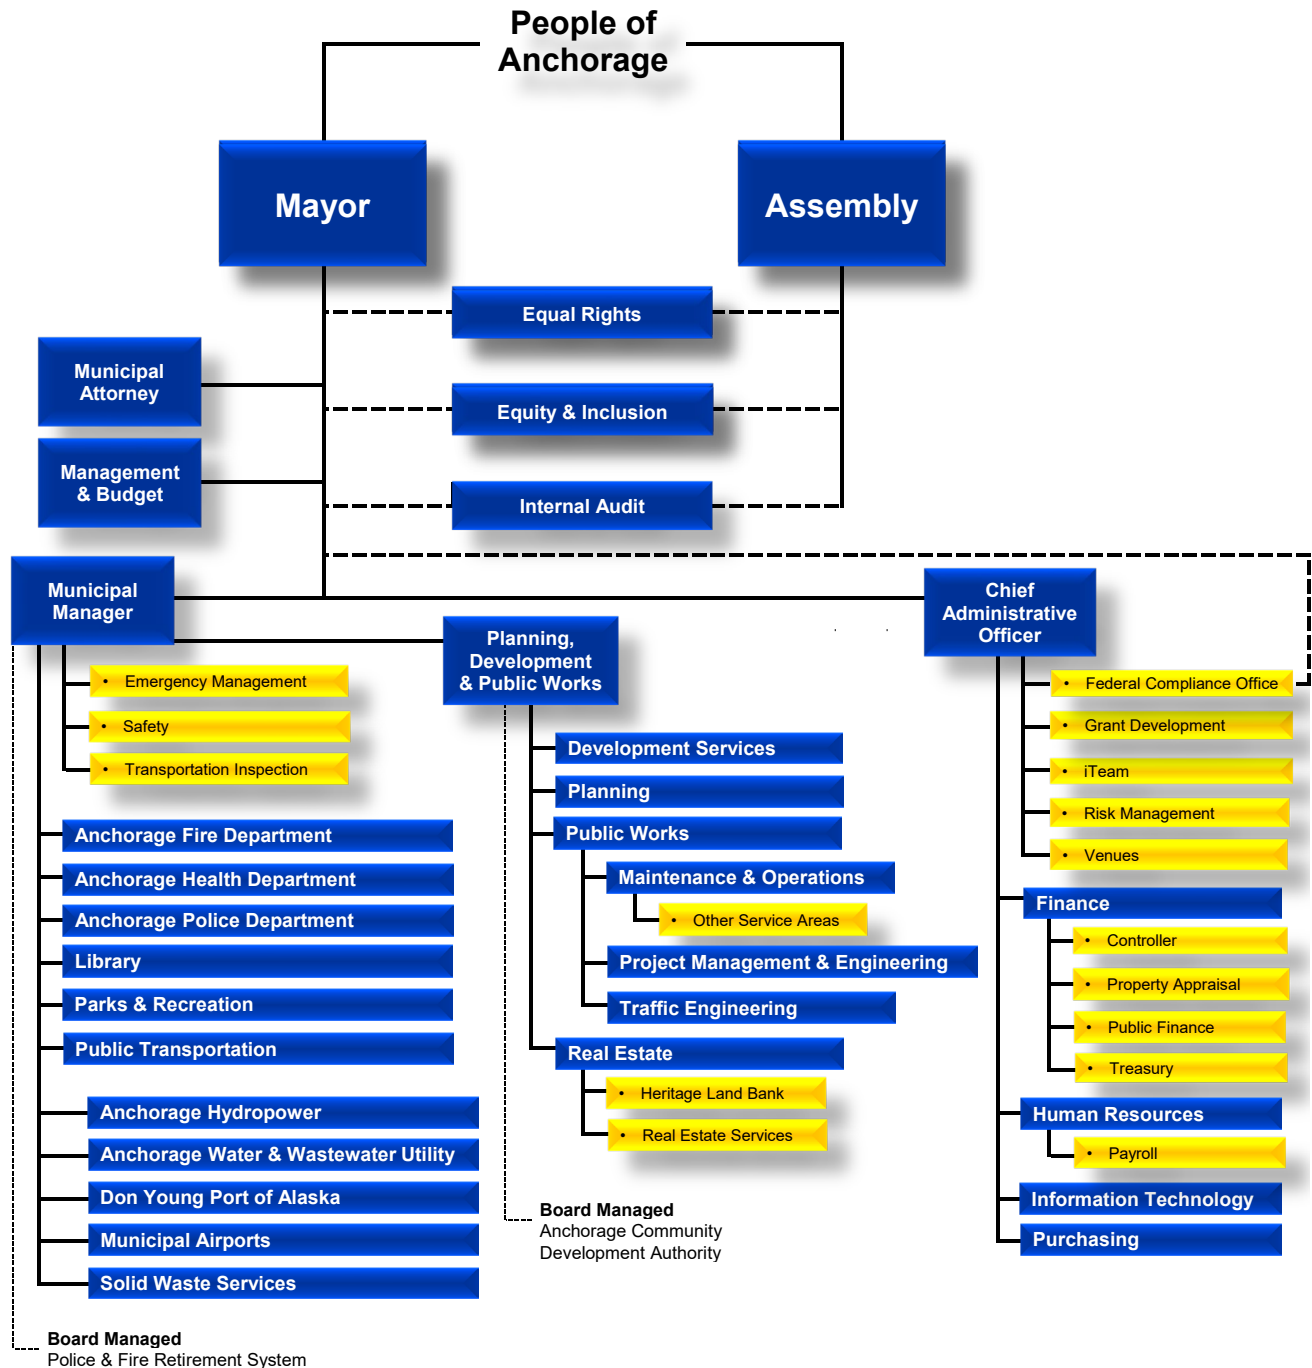 People of
Anchorage
Mayor
Assembly
Equal Rights
Municipal
Attorney
Equity & Inclusion
Management
& Budget
Internal Audit
Municipal
Manager
Chief
Administrative
Officer
Planning,
Development
& Public Works
• Emergency Management
• Safety
• Transportation Inspection
Anchorage Fire Department
Anchorage Health Department
Anchorage Police Department
Library
Parks & Recreation
Public Transportation
Anchorage Hydropower
Anchorage Water & Wastewater Utility
Don Young Port of Alaska
Municipal Airports
Solid Waste Services
Board Managed
Police & Fire Retirement System
Development Services
Planning
Public Works
Maintenance & Operations
• Other Service Areas
Project Management & Engineering
Traffic Engineering
Real Estate
• Heritage Land Bank
• Real Estate Services
Board Managed
Anchorage Community
Development Authority
• Federal Compliance Office
• Grant Development
• iTeam
• Risk Management
• Venues
Finance
• Controller
• Property Appraisal
• Public Finance
• Treasury
Human Resources
• Payroll
Information Technology
Purchasing